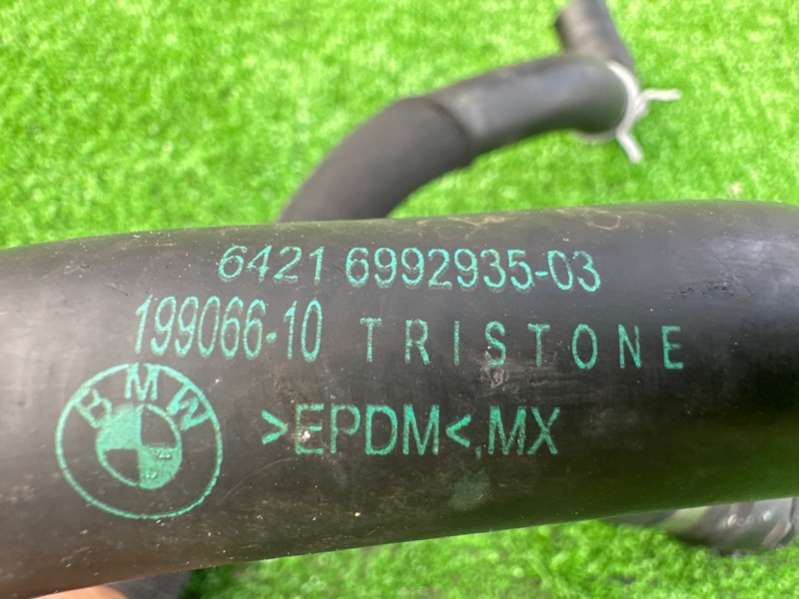 6421 6992935-03
199066-10 TRISTONE
BMW
>EPDM<,MX